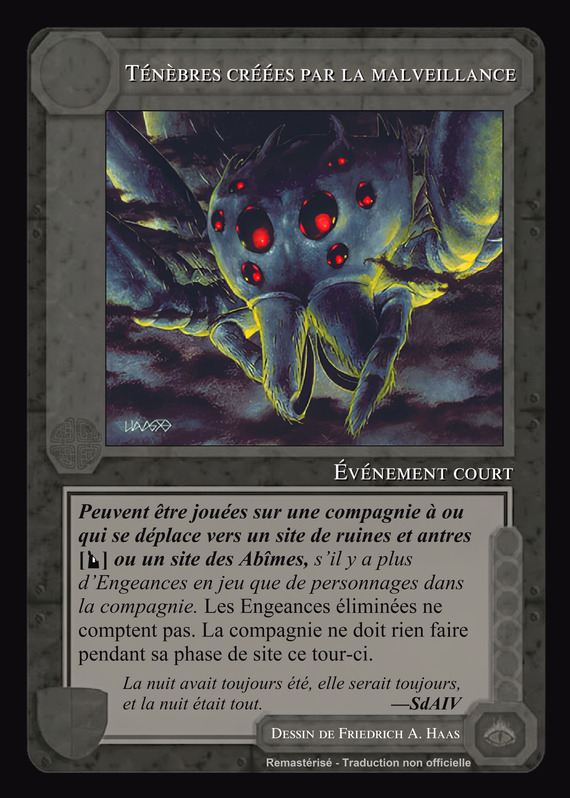 Ténèbres créées par la malveillance
HAASXD
Événement court
Peuvent être jouées sur une compagnie à ou
qui se déplace vers un site de ruines et antres
[] ou un site des Abîmes, s’il y a plus
d’Engeances en jeu que de personnages dans
la compagnie. Les Engeances éliminées ne
comptent pas. La compagnie ne doit rien faire
pendant sa phase de site ce tour-ci.
La nuit avait toujours été, elle serait toujours,
et la nuit était tout. —SdAIV
Dessin de Friedrich A. Haas
Remastérisé - Traduction non officielle